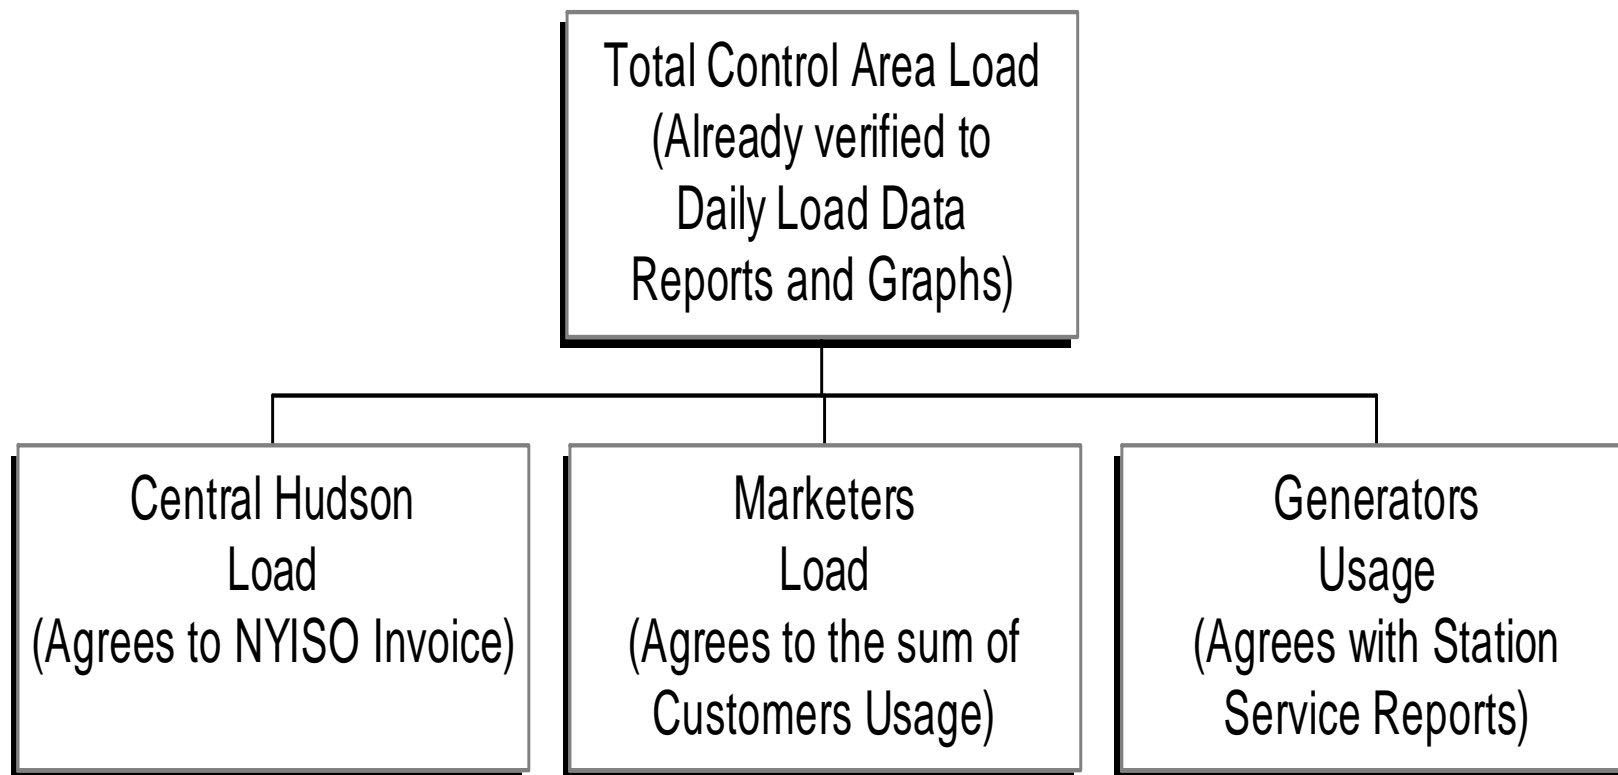 Total Control Area Load
(Already verified to
Daily Load Data
Reports and Graphs)
Central Hudson
Load
(Agrees to NYISO Invoice)
Marketers
Load
(Agrees to the sum of
Customers Usage)
Generators
Usage
(Agrees with Station
Service Reports)